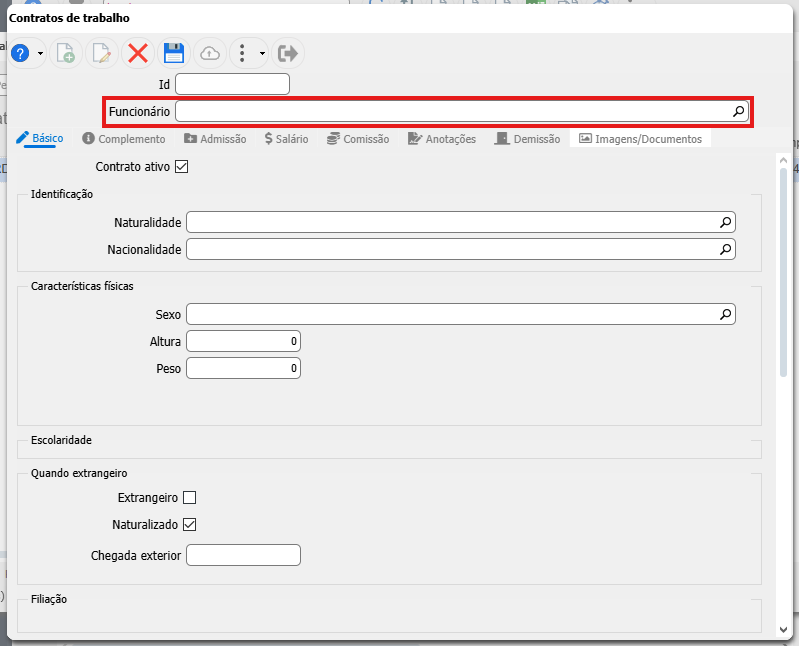 Contratos de trabalho
?
Id
Funcionário
Básico Complemento Admissão Salário Comissão Anotações Demissão Imagens/Documentos
Contrato ativo
Identificação
Naturalidade
Nacionalidade
Características físicas
Sexo
Altura 0
Peso 0
Escolaridade
Quando extrangeiro
Extrangeiro
Naturalizado
Chegada exterior
Filiação